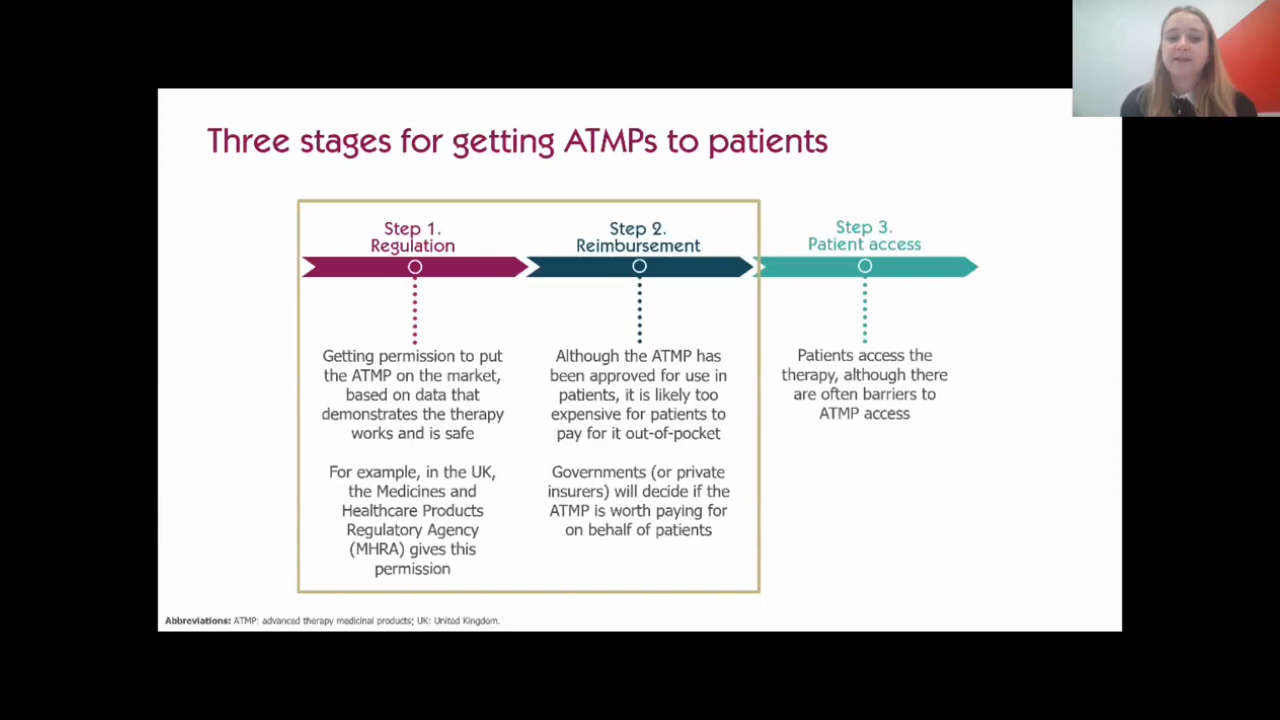 Three stages for getting ATMPs to patients
Step 1.
Regulation
Getting permission to put
the ATMP on the market,
based on data that
demonstrates the therapy
works and is safe
For example, in the UK,
the Medicines and
Healthcare Products
Regulatory Agency
(MHRA) gives this
permission
Step 2.
Reimbursement
Although the ATMP has
been approved for use in
patients, it is likely too
expensive for patients to
pay for it out-of-pocket
Governments (or private
insurers) will decide if the
ATMP is worth paying for
on behalf of patients
Step 3.
Patient access
Patients access the
therapy, although there
are often barriers to
ATMP access
Abbreviations: ATMP: advanced therapy medicinal products; UK: United Kingdom.